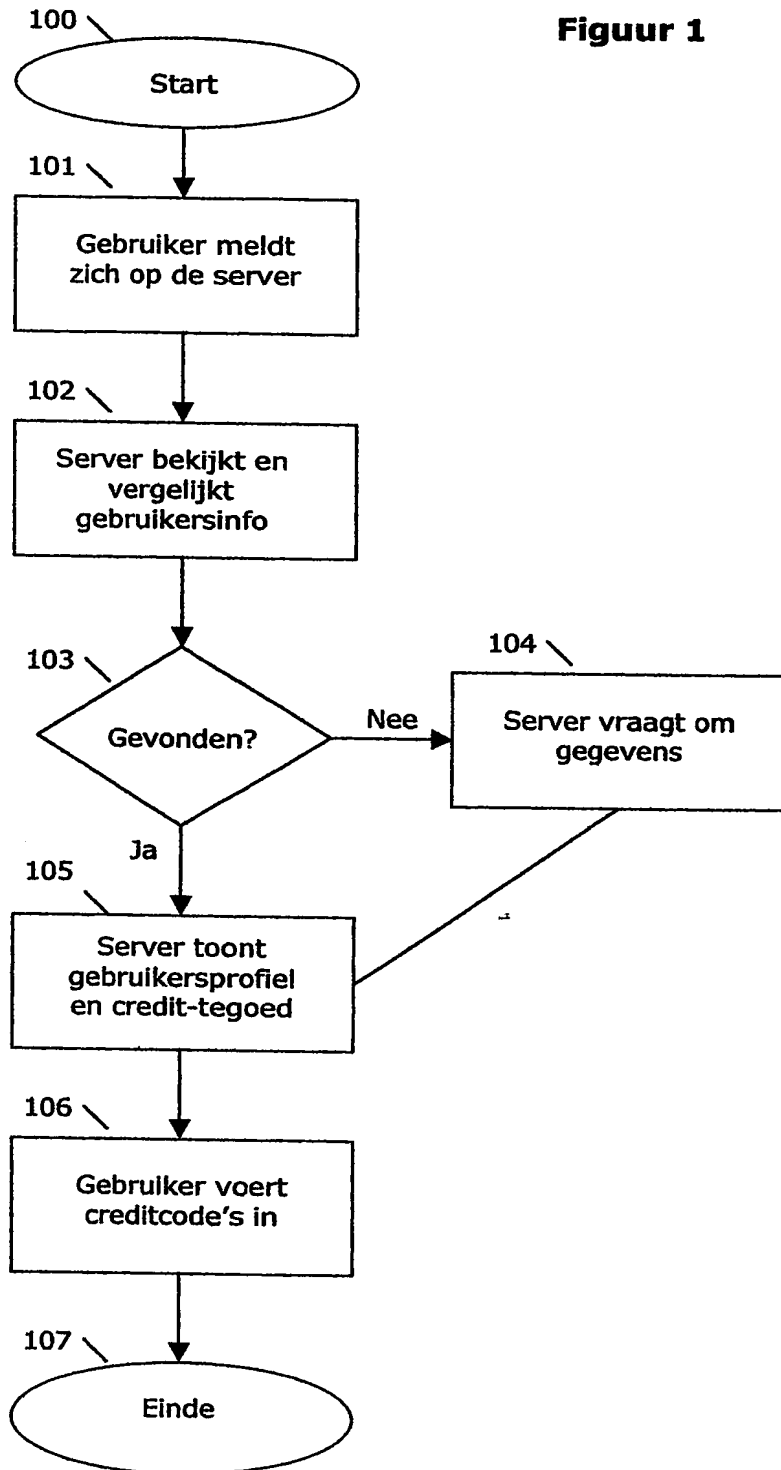 Figuur 1
100
Start
101
Gebruiker meldt
zich op de server
102
Server bekijkt en
vergelijkt
gebruikersinfo
103
Gevonden?
Nee
104
Server vraagt om
gegevens
Ja
105
Server toont
gebruikersprofiel
en credit-tegoed
106
Gebruiker voert
creditcode's in
107
Einde